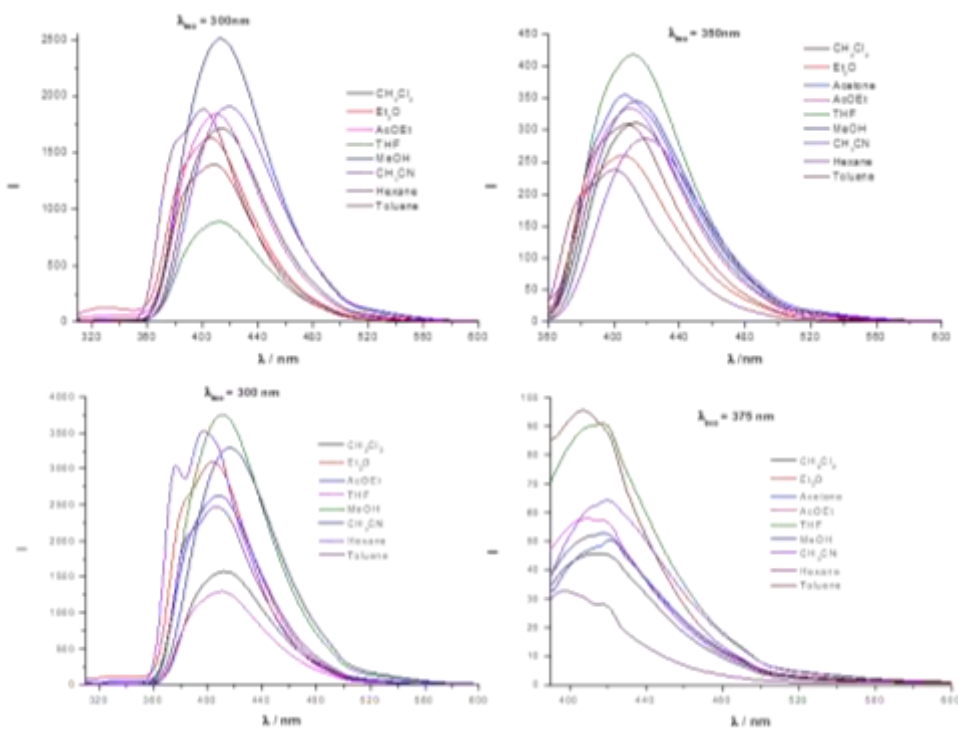 λexc = 300nm
2500
2000
1500
1000
500
0
CH2Cl2
Et2O
AcOEt
THF
MeOH
CH3CN
Hexane
Toluene
I
320 360 400 440 480 520 560 600
λ / nm
λexc = 350nm
450
400
350
300
250
200
150
100
50
0
CH2Cl2
Et2O
Acetone
AcOEt
THF
MeOH
CH3CN
Hexane
Toluene
I
360 400 440 480 520 560 600
λ /nm
λexc = 300 nm
4000
3500
3000
2500
2000
1500
1000
500
0
CH2Cl2
Et2O
AcOEt
THF
MeOH
CH3CN
Hexane
Toluene
I
320 360 400 440 480 520 560 600
λ / nm
λexc = 375 nm
100
90
80
70
60
50
40
30
20
10
0
CH2Cl2
Et2O
Acetone
AcOEt
THF
MeOH
CH3CN
Hexane
Toluene
I
400 440 480 520 560 600
λ / nm